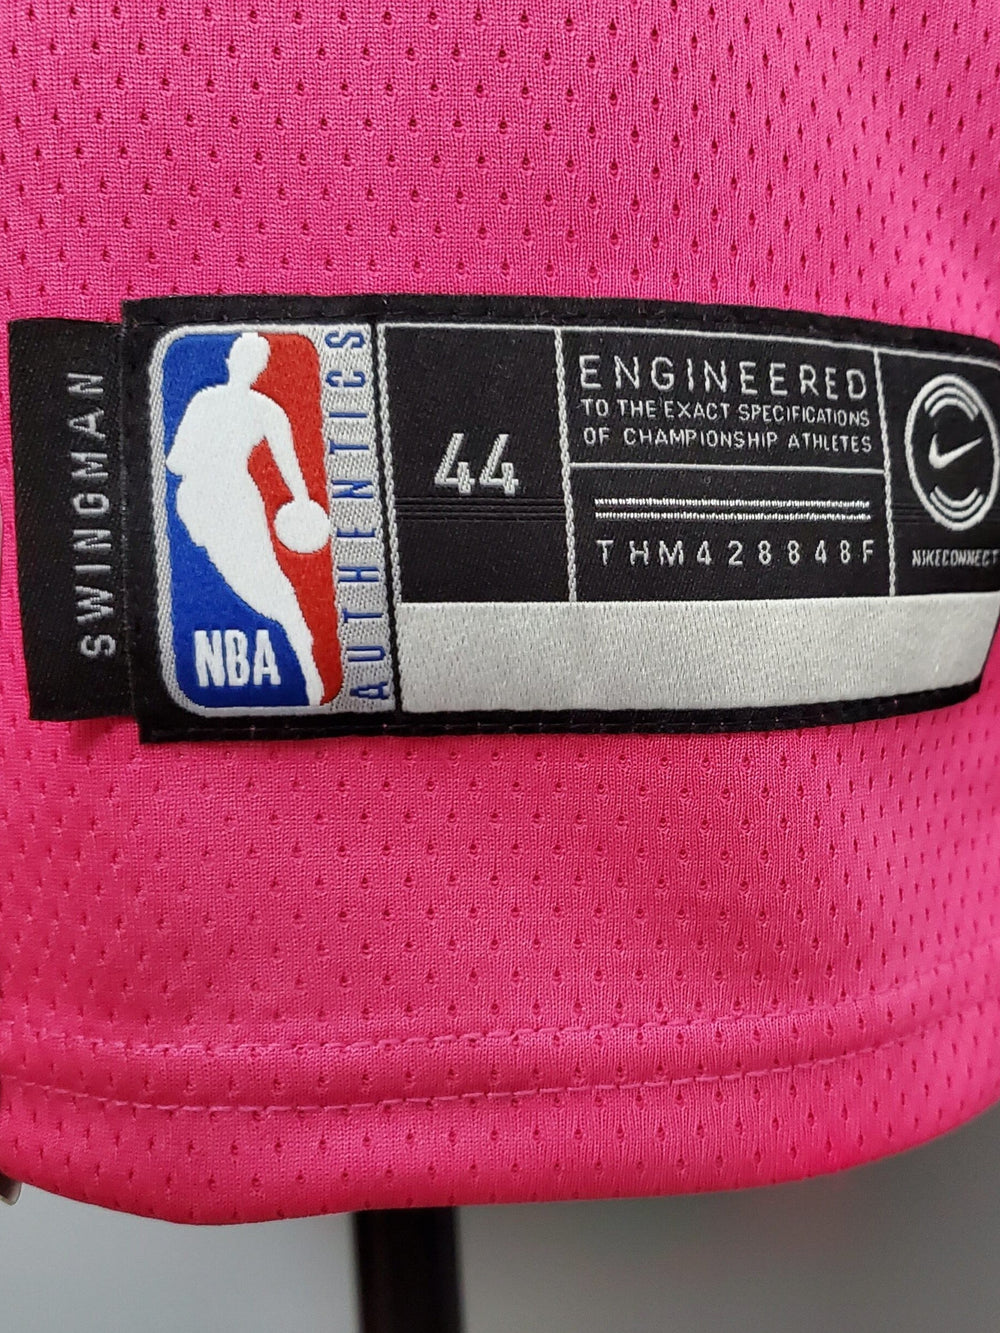 SWINGMAN
NBA
AUTHENTICS
44
ENGINEERED
TO THE EXACT SPECIFICATIONS
OF CHAMPIONSHIP ATHLETES
THM428848F
NIKECONNECT